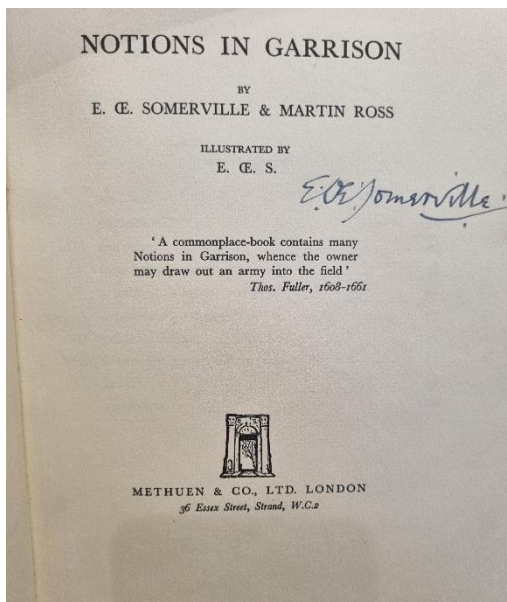 NOTIONS IN GARRISON
BY
E. Œ. SOMERVILLE & MARTIN ROSS
ILLUSTRATED BY
E. Œ. S.
E. Œ. Somerville.
‘ A commonplace-book contains many
Notions in Garrison, whence the owner
may draw out an army into the field ’
Thos. Fuller, 1608-1661
METHUEN & CO., LTD. LONDON
36 Essex Street, Strand, W.C.2